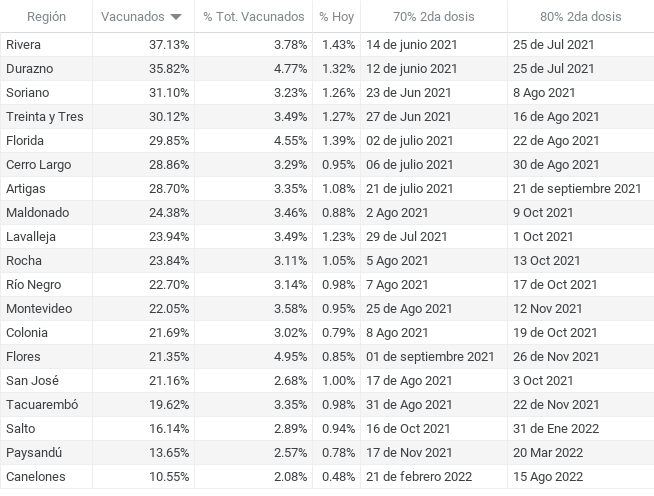 Región Vacunados % Tot. Vacunados % Hoy 70% 2da dosis 80% 2da dosis
Rivera 37.13% 3.78% 1.43% 14 de junio 2021 25 de Jul 2021
Durazno 35.82% 4.77% 1.32% 12 de junio 2021 25 de Jul 2021
Soriano 31.10% 3.23% 1.26% 23 de Jun 2021 8 Ago 2021
Treinta y Tres 30.12% 3.49% 1.27% 27 de Jun 2021 16 de Ago 2021
Florida 29.85% 4.55% 1.39% 02 de julio 2021 22 de Ago 2021
Cerro Largo 28.86% 3.29% 0.95% 06 de julio 2021 30 de Ago 2021
Artigas 28.70% 3.35% 1.08% 21 de julio 2021 21 de septiembre 2021
Maldonado 24.38% 3.46% 0.88% 2 Ago 2021 9 Oct 2021
Lavalleja 23.94% 3.49% 1.23% 29 de Jul 2021 1 Oct 2021
Rocha 23.84% 3.11% 1.05% 5 Ago 2021 13 Oct 2021
Río Negro 22.70% 3.14% 0.98% 7 Ago 2021 17 de Oct 2021
Montevideo 22.05% 3.58% 0.95% 25 de Ago 2021 12 Nov 2021
Colonia 21.69% 3.02% 0.79% 8 Ago 2021 19 de Oct 2021
Flores 21.35% 4.95% 0.85% 01 de septiembre 2021 26 de Nov 2021
San José 21.16% 2.68% 1.00% 17 de Ago 2021 3 Oct 2021
Tacuarembó 19.62% 3.35% 0.98% 31 de Ago 2021 22 de Nov 2021
Salto 16.14% 2.89% 0.94% 16 de Oct 2021 31 de Ene 2022
Paysandú 13.65% 2.57% 0.78% 17 de Nov 2021 20 Mar 2022
Canelones 10.55% 2.08% 0.48% 21 de febrero 2022 15 Ago 2022